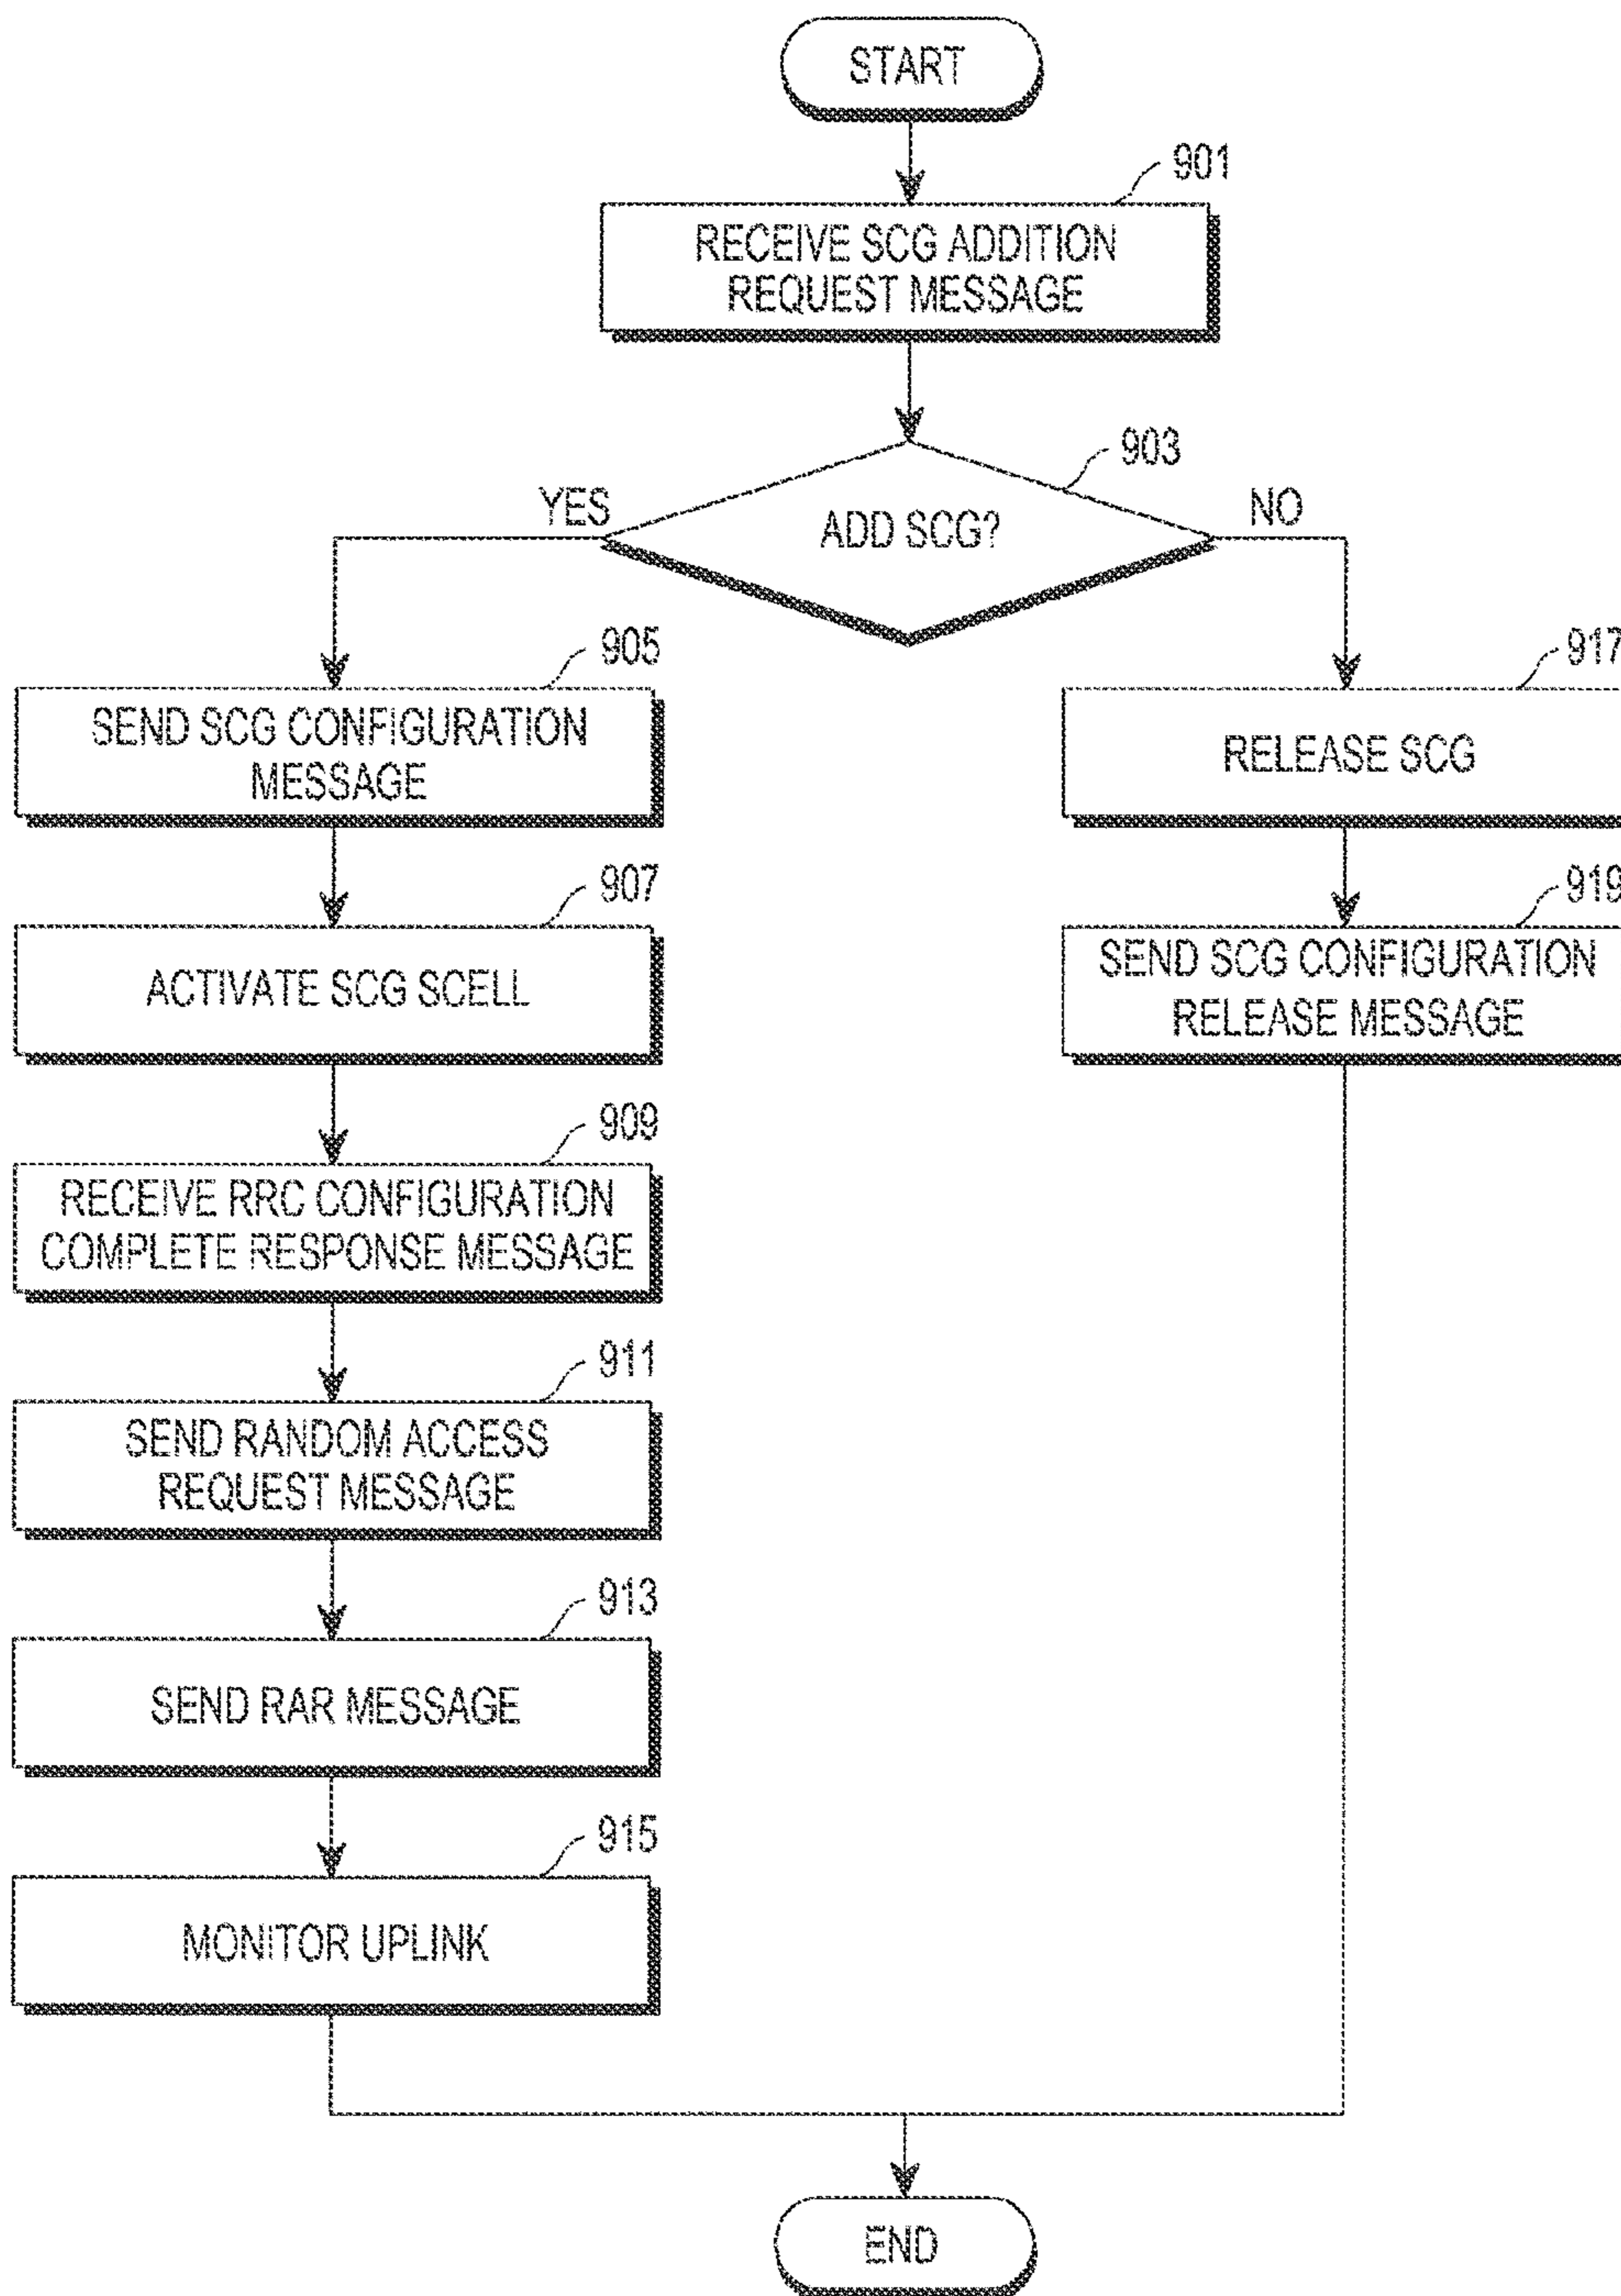 START
901
RECEIVE SCG ADDITION
REQUEST MESSAGE
903
YES
ADD SCG?
NO
905
SEND SCG CONFIGURATION
MESSAGE
917
RELEASE SCG
907
ACTIVATE SCG SCELL
919
SEND SCG CONFIGURATION
RELEASE MESSAGE
909
RECEIVE RRC CONFIGURATION
COMPLETE RESPONSE MESSAGE
911
SEND RANDOM ACCESS
REQUEST MESSAGE
913
SEND RAR MESSAGE
915
MONITOR UPLINK
END